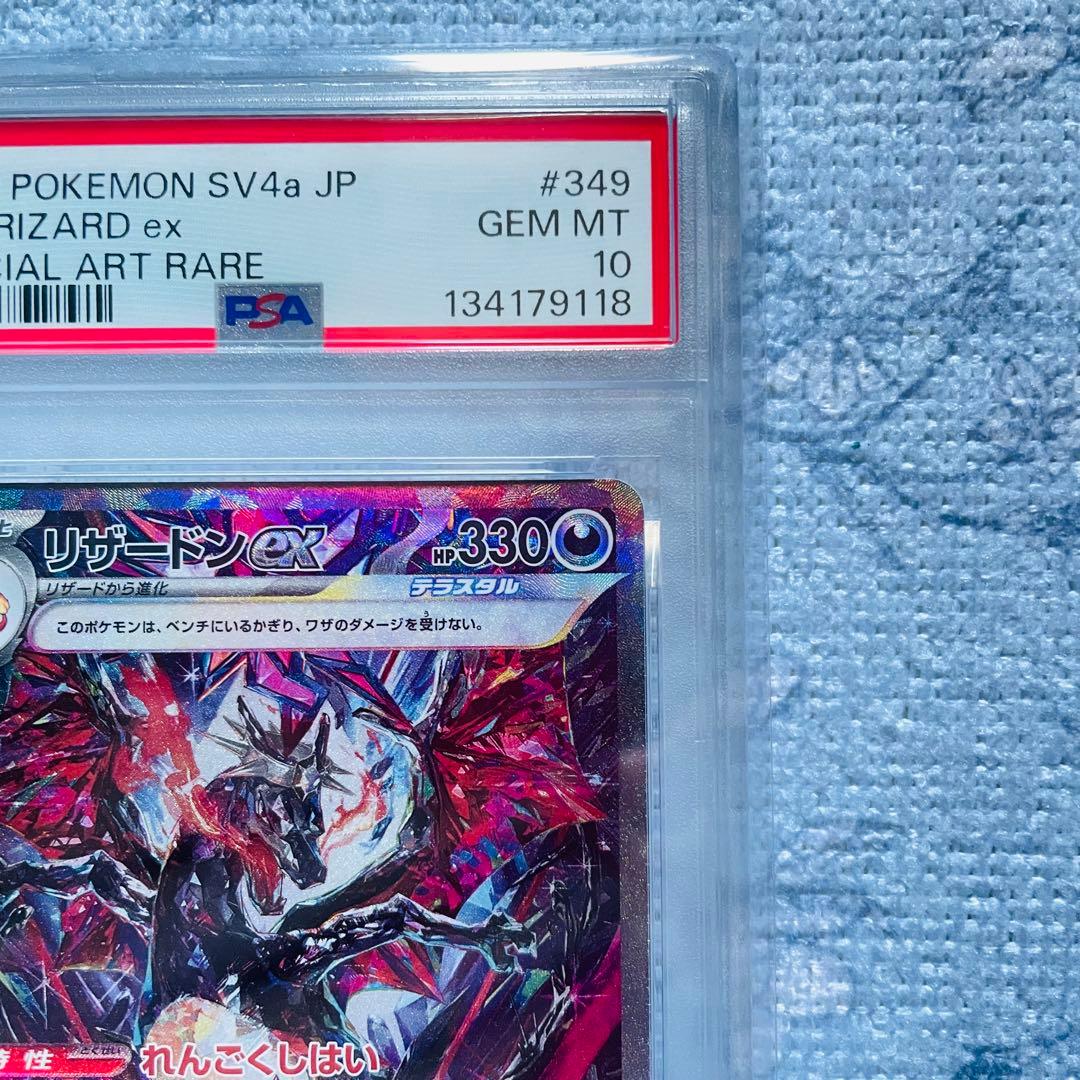 POKEMON SV4a JP #349
RIZARD ex GEM MT
CIAL ART RARE 10
PSA 134179118
リザードンex HP330
リザードから進化 テラスタル
このポケモンは、ベンチにいるかぎり、ワザのダメージを受けない。
特性 れんごくしはい